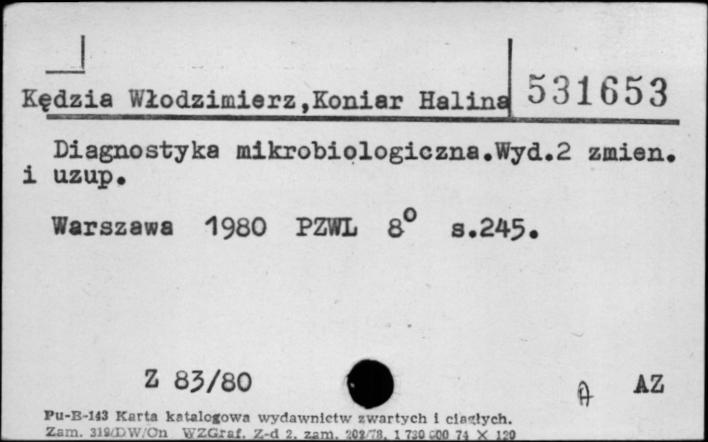 531653
Kędzia Włodzimierz,Koniar Halina
Diagnostyka mikrobiologiczna.Wyd.2 zmien.
i uzup.
Warszawa 1980 PZWL 8° s.245.
Z 83/80
A AZ
Pu-B-143 Karta katalogowa wydawnictw zwartych i ciągłych.
Zam. 319/DW/On WZGraf. Z-d 2, zam. 202/78. 1 730 000 74 X 120